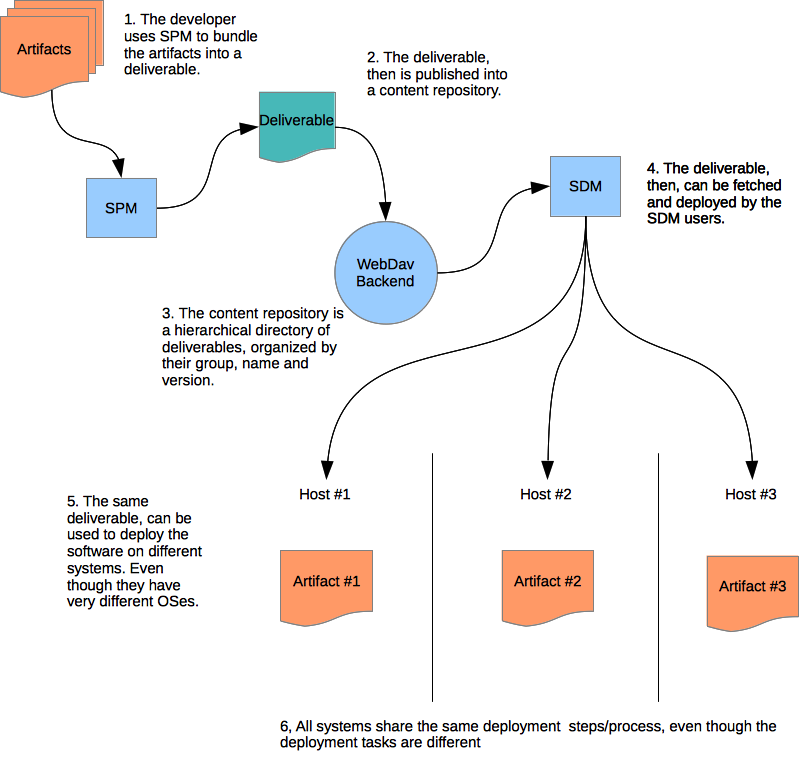 Artifacts
1. The developer
uses SPM to bundle
the artifacts into a
deliverable.
2. The deliverable,
then is published into
a content repository.
Deliverable
SPM
SDM
4. The deliverable,
then, can be fetched
and deployed by the
SDM users.
WebDav
Backend
3. The content repository is
a hierarchical directory of
deliverables, organized by
their group, name and
version.
Host #1
Host #2
Host #3
5. The same
deliverable, can be
used to deploy the
software on different
systems. Even
though they have
very different OSes.
Artifact #1
Artifact #2
Artifact #3
6, All systems share the same deployment  steps/process, even though the
deployment tasks are different